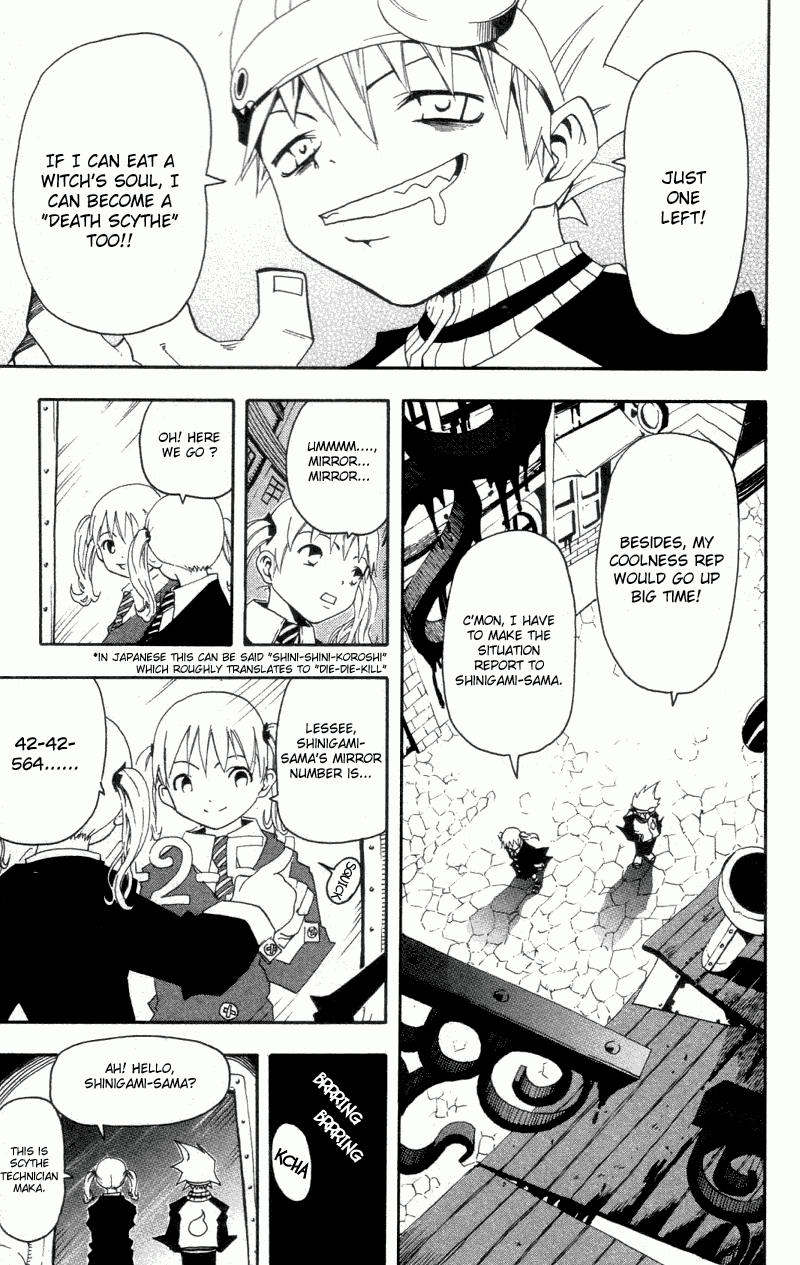 JUST
ONE
LEFT!
IF I CAN EAT A
WITCH'S SOUL, I
CAN BECOME A
"DEATH SCYTHE"
TOO!!
BESIDES, MY
COOLNESS REP
WOULD GO UP
BIG TIME!
C'MON, I HAVE
TO MAKE THE
SITUATION
REPORT TO
SHINIGAMI-SAMA.
UMMMM....,
MIRROR...
MIRROR...
OH! HERE
WE GO ?
*IN JAPANESE THIS CAN BE SAID "SHINI-SHINI-KOROSHI"
WHICH ROUGHLY TRANSLATES TO "DIE-DIE-KILL"
LESSEE,
SHINIGAMI-
SAMA'S MIRROR
NUMBER IS...
42-42-
564......
SQUICK
BRRRING
BRRRING
KCHA
AH! HELLO,
SHINIGAMI-SAMA?
THIS IS
SCYTHE
TECHNICIAN
MAKA.